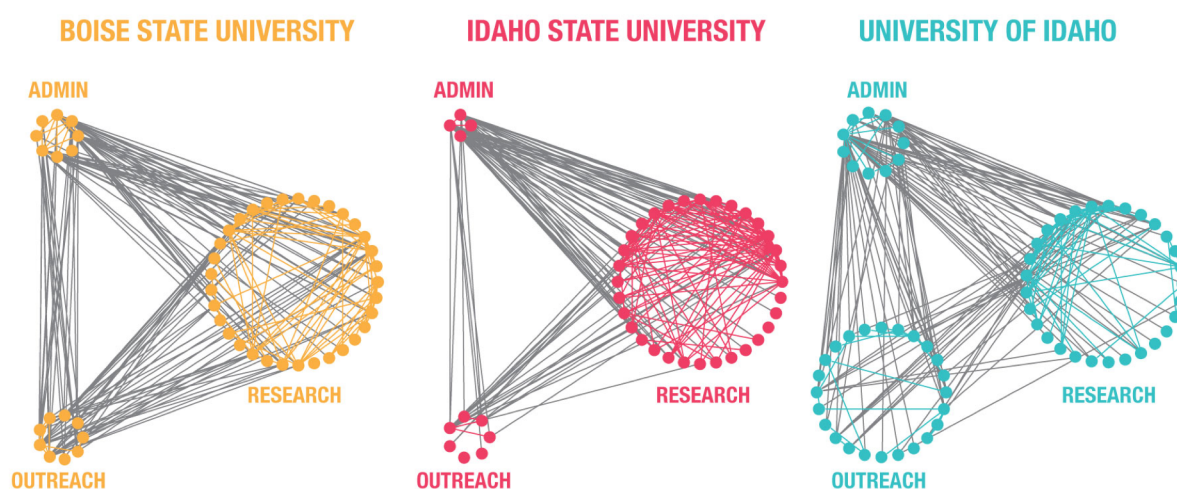 BOISE STATE UNIVERSITY
IDAHO STATE UNIVERSITY
UNIVERSITY OF IDAHO
ADMIN
ADMIN
ADMIN
RESEARCH
RESEARCH
RESEARCH
OUTREACH
OUTREACH
OUTREACH